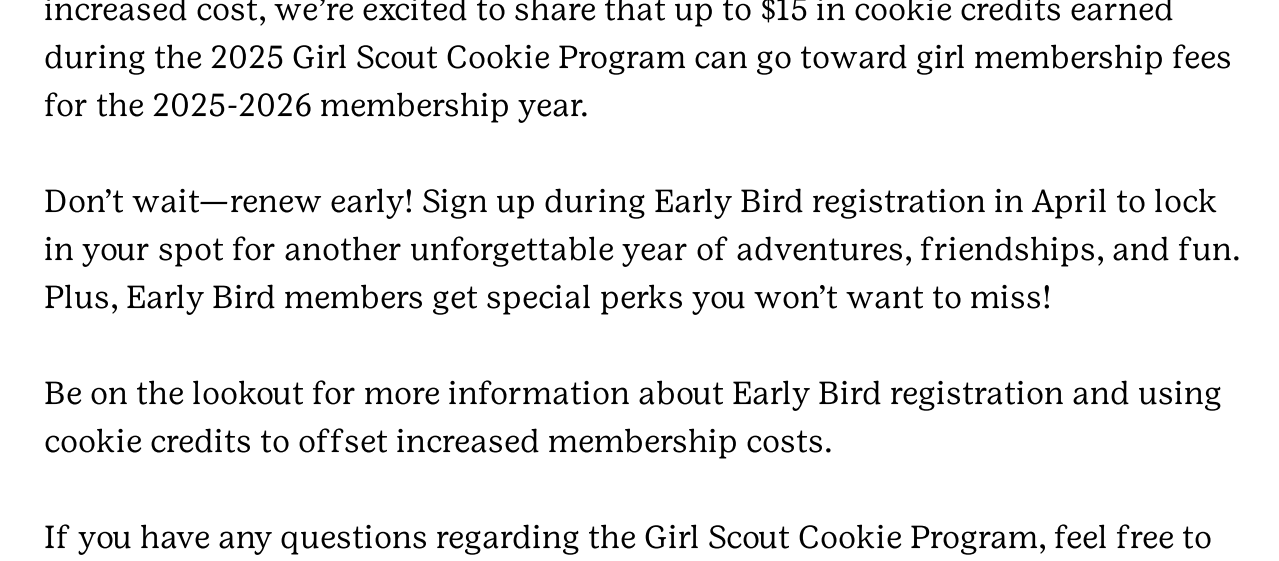 increased cost, we’re excited to share that up to $15 in cookie credits earned
during the 2025 Girl Scout Cookie Program can go toward girl membership fees
for the 2025-2026 membership year.
Don’t wait—renew early! Sign up during Early Bird registration in April to lock
in your spot for another unforgettable year of adventures, friendships, and fun.
Plus, Early Bird members get special perks you won’t want to miss!
Be on the lookout for more information about Early Bird registration and using
cookie credits to offset increased membership costs.
If you have any questions regarding the Girl Scout Cookie Program, feel free to